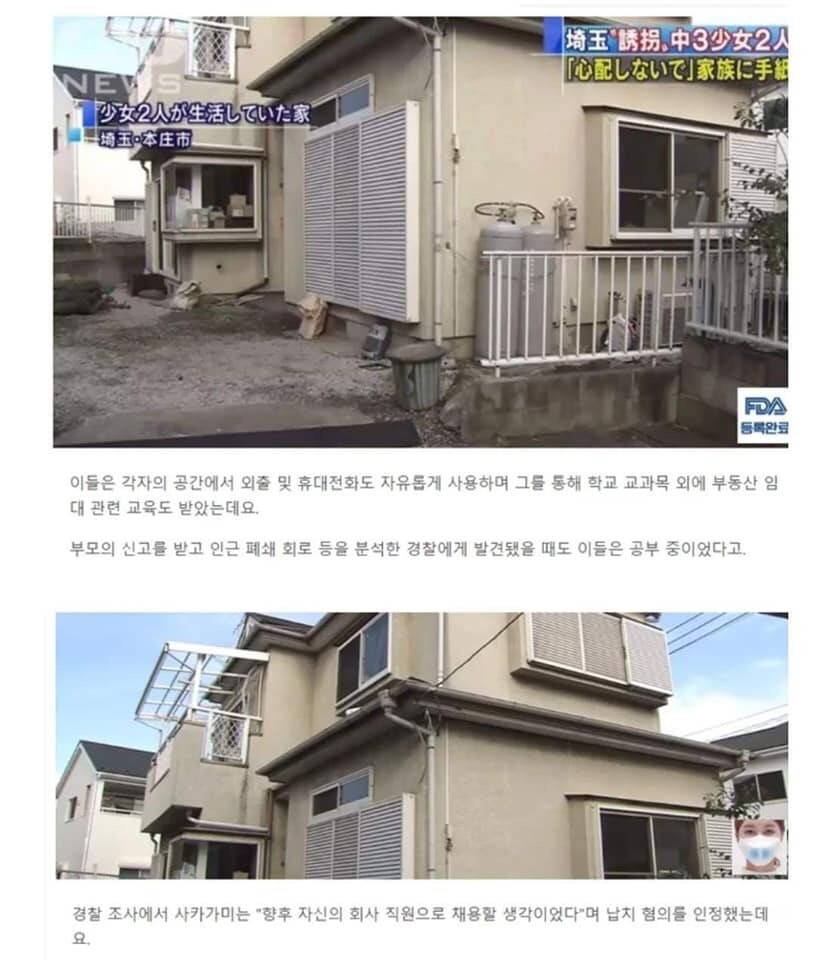 NEWS
埼玉“誘拐”中3少女2人
「心配しないで」家族に手紙
少女2人が生活していた家
埼玉・本庄市
FDA
등록완료
이들은 각자의 공간에서 외출 및 휴대전화도 자유롭게 사용하며 그를 통해 학교 교과목 외에 부동산 임
대 관련 교육도 받았는데요.
부모의 신고를 받고 인근 폐쇄 회로 등을 분석한 경찰에게 발견됐을 때도 이들은 공부 중이었다고.
경찰 조사에서 사카가미는 "향후 자신의 회사 직원으로 채용할 생각이었다"며 납치 혐의를 인정했는데
요.